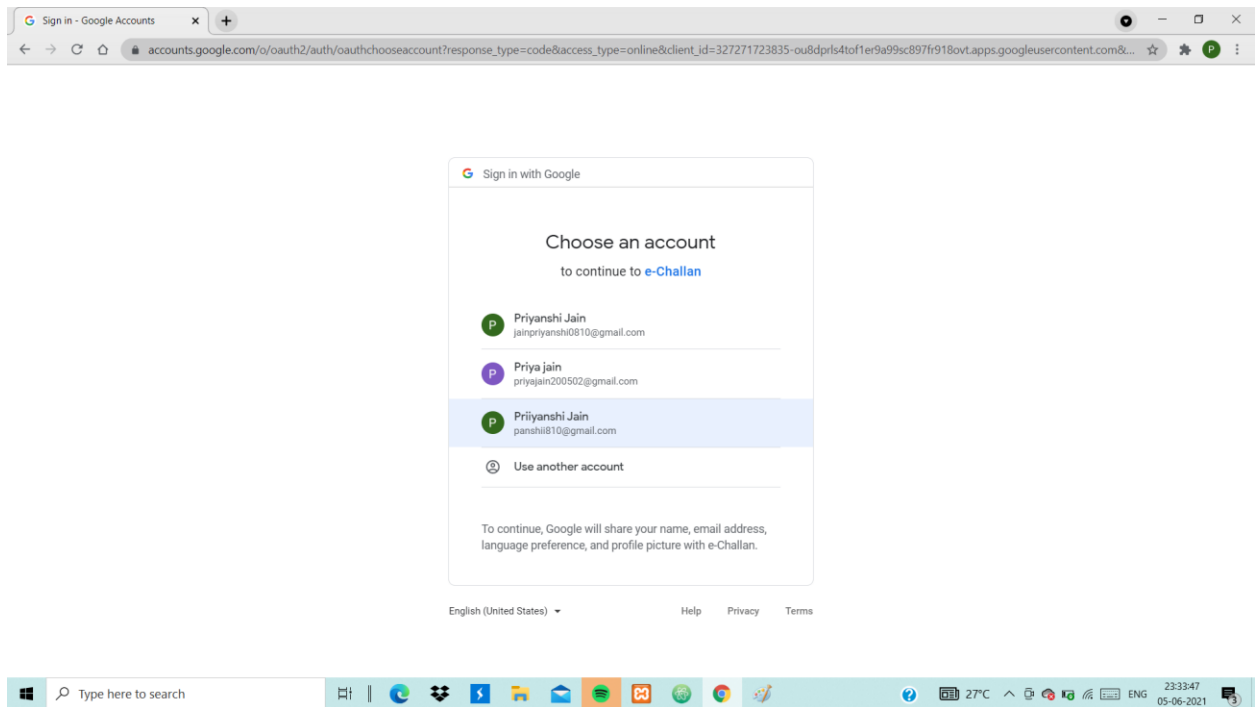 Sign in - Google Accounts
accounts.google.com/o/oauth2/auth/oauthchooseaccount?response_type=code&access_type=online&client_id=327271723835-ou8dprls4tof1er9a99sc897fr918ovt.apps.googleusercontent.com&...
P
Sign in with Google
Choose an account
to continue to e-Challan
P
Priyanshi Jain
jainpriyanshi0810@gmail.com
P
Priya jain
priyajain200502@gmail.com
P
Priiyanshi Jain
panshii810@gmail.com
Use another account
To continue, Google will share your name, email address,
language preference, and profile picture with e-Challan.
English (United States)
Help Privacy Terms
Type here to search
27°C
ENG
23:33:47
05-06-2021
3